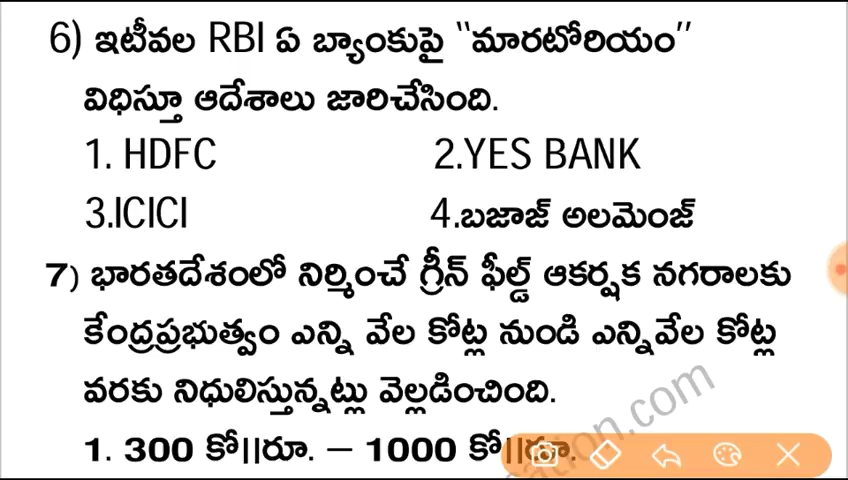 6) ఇటీవల RBI ఏ బ్యాంకుపై "మారటోరియం"
విధిస్తూ ఆదేశాలు జారిచేసింది.
1. HDFC 2.YES BANK
3.ICICI 4.బజాజ్ అలమెంజ్
7) భారతదేశంలో నిర్మించే గ్రీన్ ఫీల్డ్ ఆకర్షక నగరాలకు
కేంద్రప్రభుత్వం ఎన్ని వేల కోట్ల నుండి ఎన్నివేల కోట్ల
వరకు నిధులిస్తున్నట్లు వెల్లడించింది.
1. 300 కో||రూ. – 1000 కో||రూ.